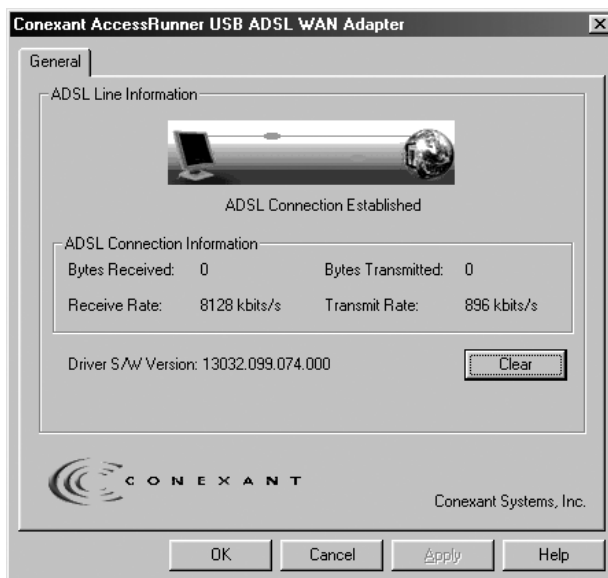 Conexant AccessRunner USB ADSL WAN Adapter
General
ADSL Line Information
ADSL Connection Established
ADSL Connection Information
Bytes Received: 0 Bytes Transmitted: 0
Receive Rate: 8128 kbits/s Transmit Rate: 896 kbits/s
Driver S/W Version: 13032.099.074.000 Clear
CONEXANT
Conexant Systems, Inc.
OK Cancel Apply Help